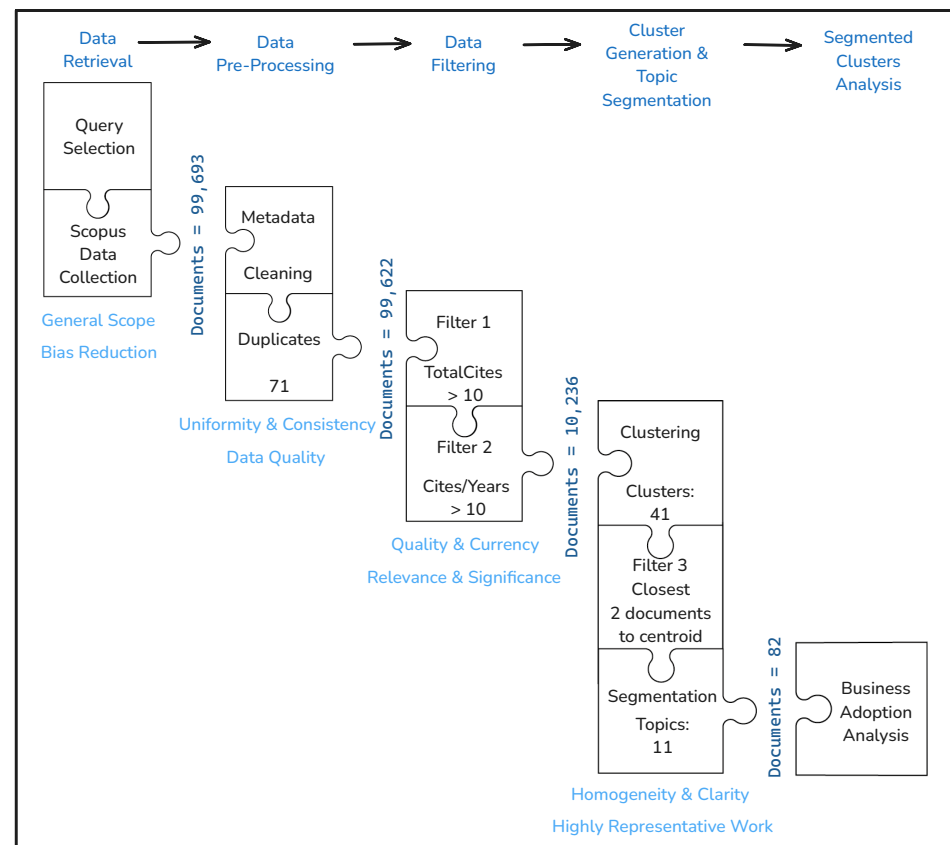 Data
Retrieval
Data
Pre-Processing
Data
Filtering
Cluster
Generation &
Topic
Segmentation
Segmented
Clusters
Analysis
Query
Selection
Scopus
Data
Collection
General Scope
Bias Reduction
Documents = 99,693
Metadata
Cleaning
Duplicates
71
Uniformity & Consistency
Data Quality
Documents = 99,622
Filter 1
TotalCites
> 10
Filter 2
Cites/Years
> 10
Quality & Currency
Relevance & Significance
Documents = 10,236
Clustering
Clusters:
41
Filter 3
Closest
2 documents
to centroid
Segmentation
Topics:
11
Homogeneity & Clarity
Highly Representative Work
Documents = 82
Business
Adoption
Analysis